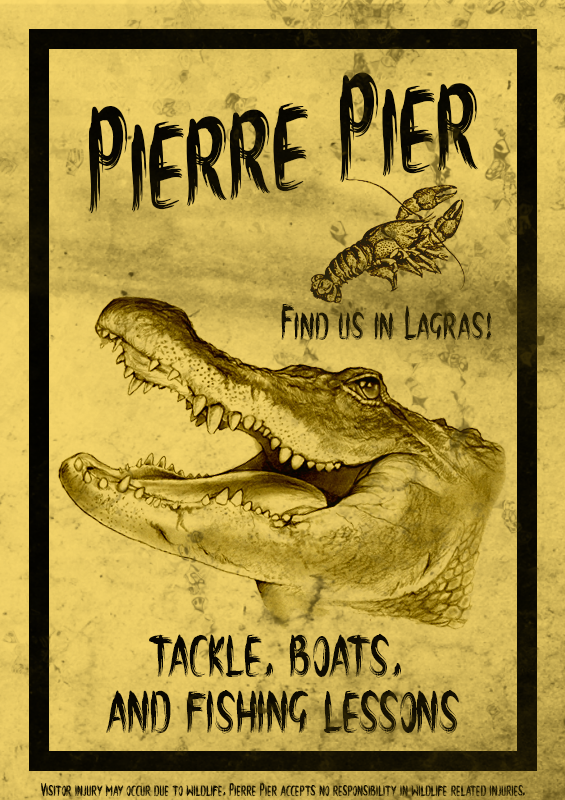 Pierre Pier
Find us in Lagras!
Tackle, Boats,
and Fishing Lessons
Visitor injury may occur due to wildlife. Pierre Pier accepts no responsibility in wildlife related injuries.